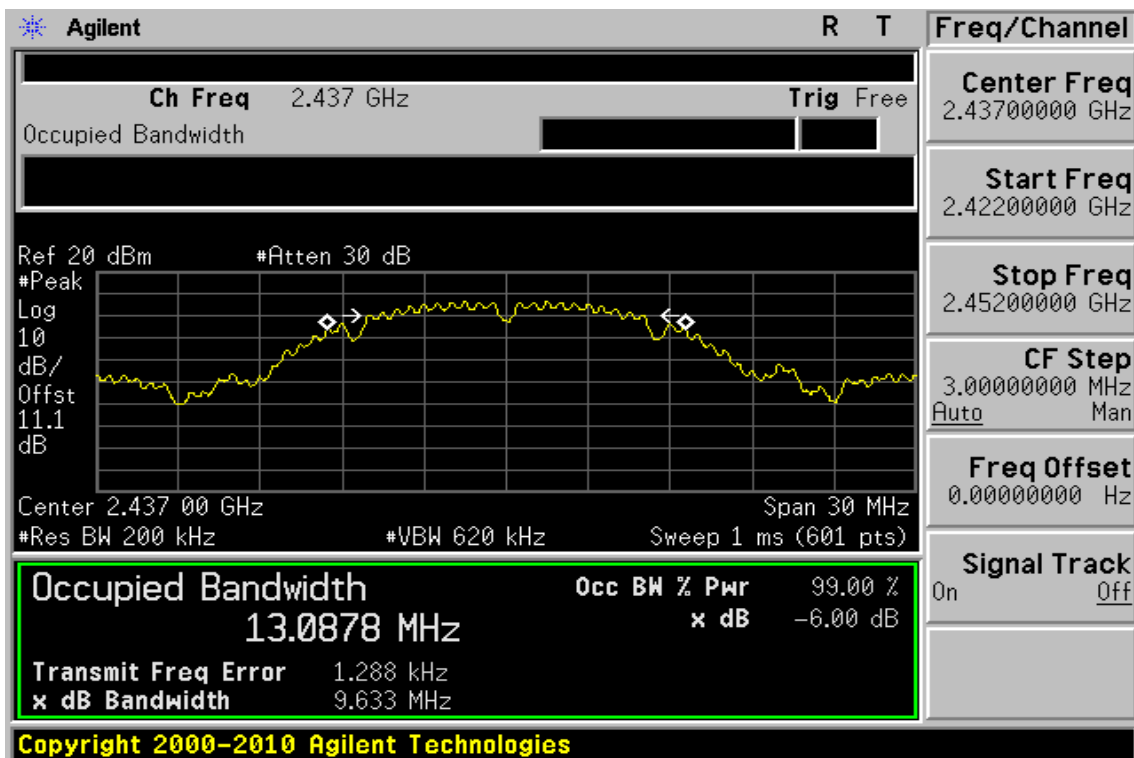 Agilent R T
Ch Freq 2.437 GHz Trig Free
Occupied Bandwidth
Ref 20 dBm #Atten 30 dB
#Peak
Log
10
dB/
Offst
11.1
dB
Center 2.437 00 GHz Span 30 MHz
#Res BW 200 kHz #VBW 620 kHz Sweep 1 ms (601 pts)
Occupied Bandwidth
13.0878 MHz
Occ BW % Pwr 99.00 %
x dB -6.00 dB
Transmit Freq Error 1.288 kHz
x dB Bandwidth 9.633 MHz
Copyright 2000-2010 Agilent Technologies
Freq/Channel
Center Freq
2.43700000 GHz
Start Freq
2.42200000 GHz
Stop Freq
2.45200000 GHz
CF Step
3.00000000 MHz
Auto Man
Freq Offset
0.00000000 Hz
Signal Track
On Off